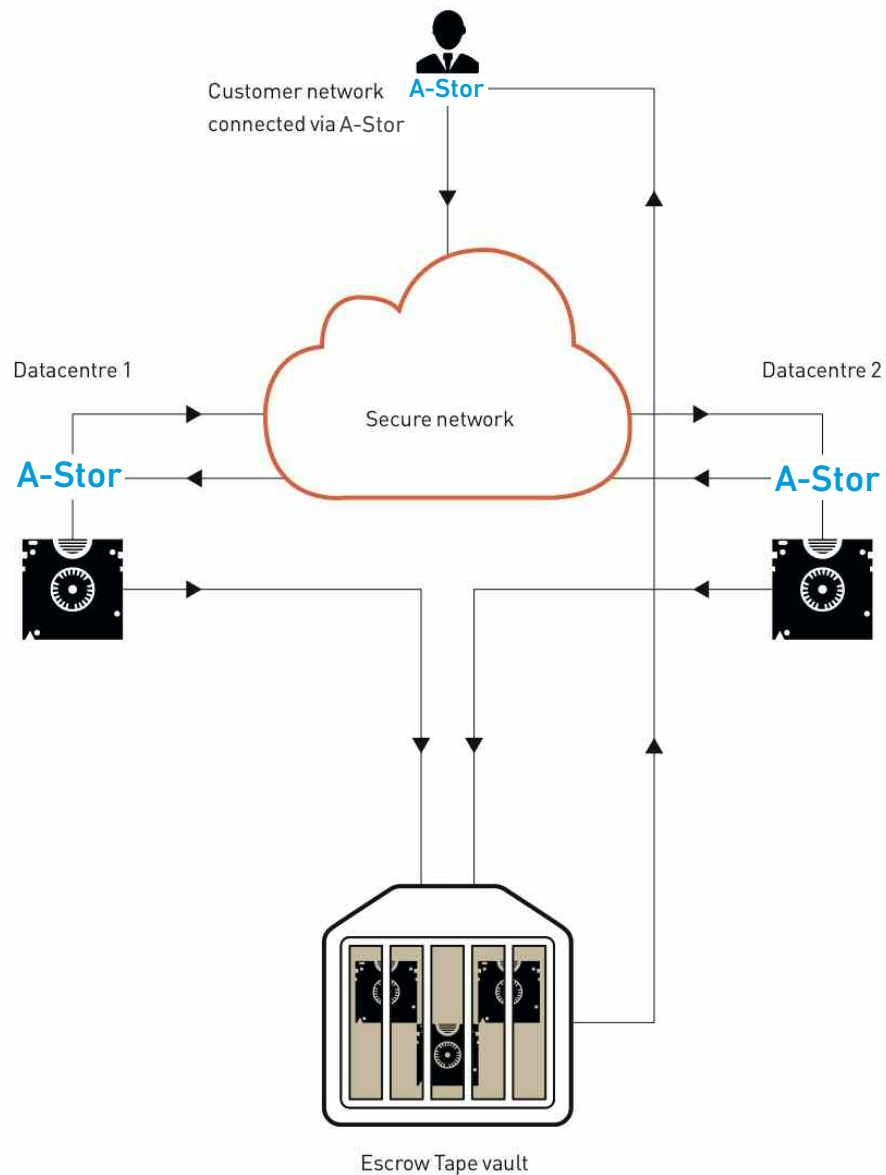 A-Stor
Customer network
connected via A-Stor
Datacentre 1
Datacentre 2
Secure network
A-Stor
A-Stor
Escrow Tape vault